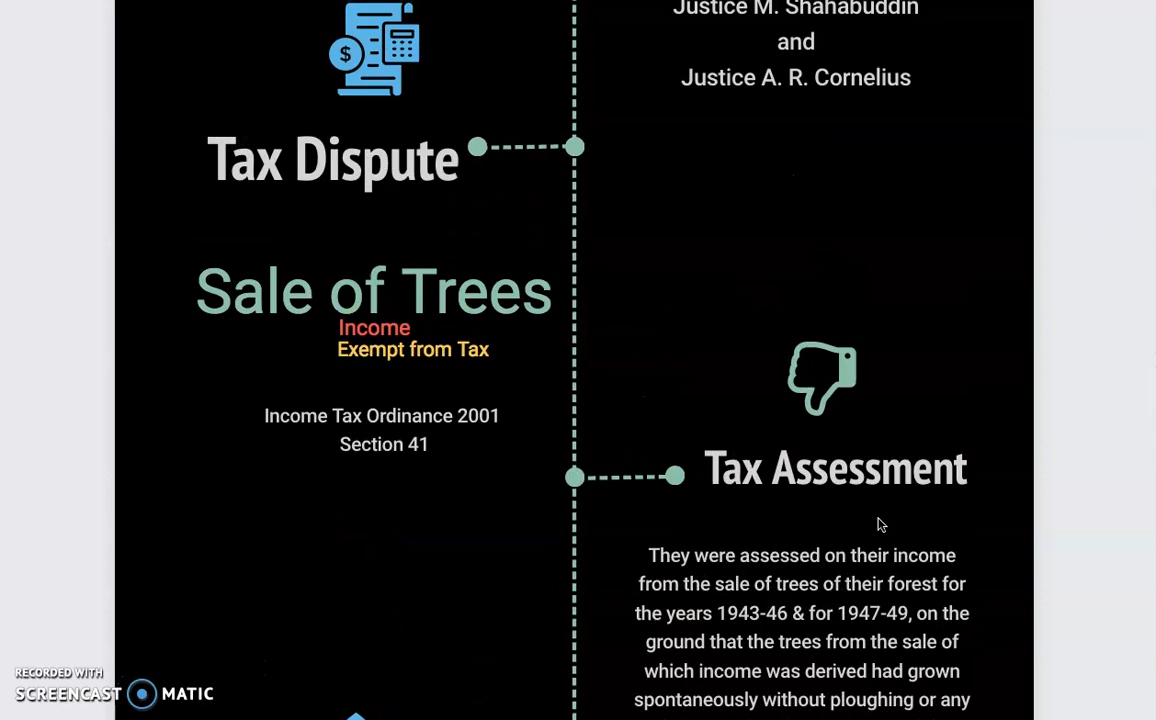 Justice M. Shahabuddin
and
Justice A. R. Cornelius
$
Tax Dispute
Sale of Trees
Income
Exempt from Tax
Income Tax Ordinance 2001
Section 41
Tax Assessment
They were assessed on their income
from the sale of trees of their forest for
the years 1943-46 & for 1947-49, on the
ground that the trees from the sale of
which income was derived had grown
spontaneously without ploughing or any
RECORDED WITH
SCREENCAST MATIC